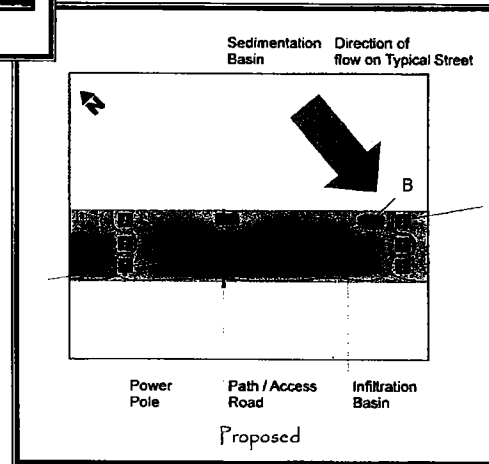 Sedimentation Basin
Direction of flow on Typical Street
N
B
Power Pole
Path / Access Road
Infiltration Basin
Proposed